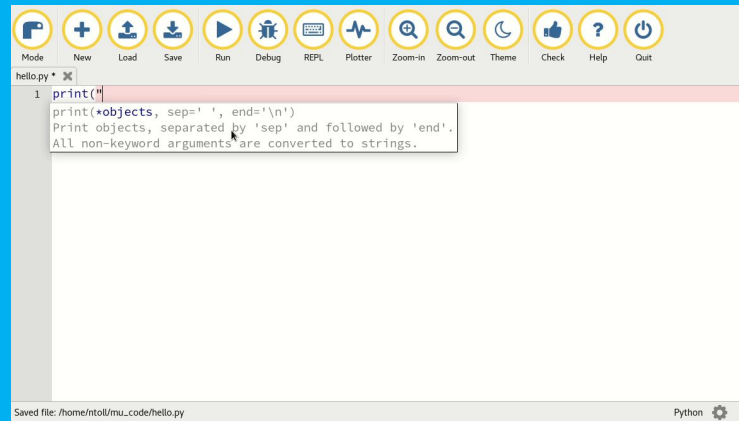 Mode New Load Save Run Debug REPL Plotter Zoom-in Zoom-out Theme Check Help Quit
hello.py *
1 print("
print(*objects, sep=' ', end='\n')
Print objects, separated by 'sep' and followed by 'end'.
All non-keyword arguments are converted to strings.
Saved file: /home/ntoll/mu_code/hello.py Python